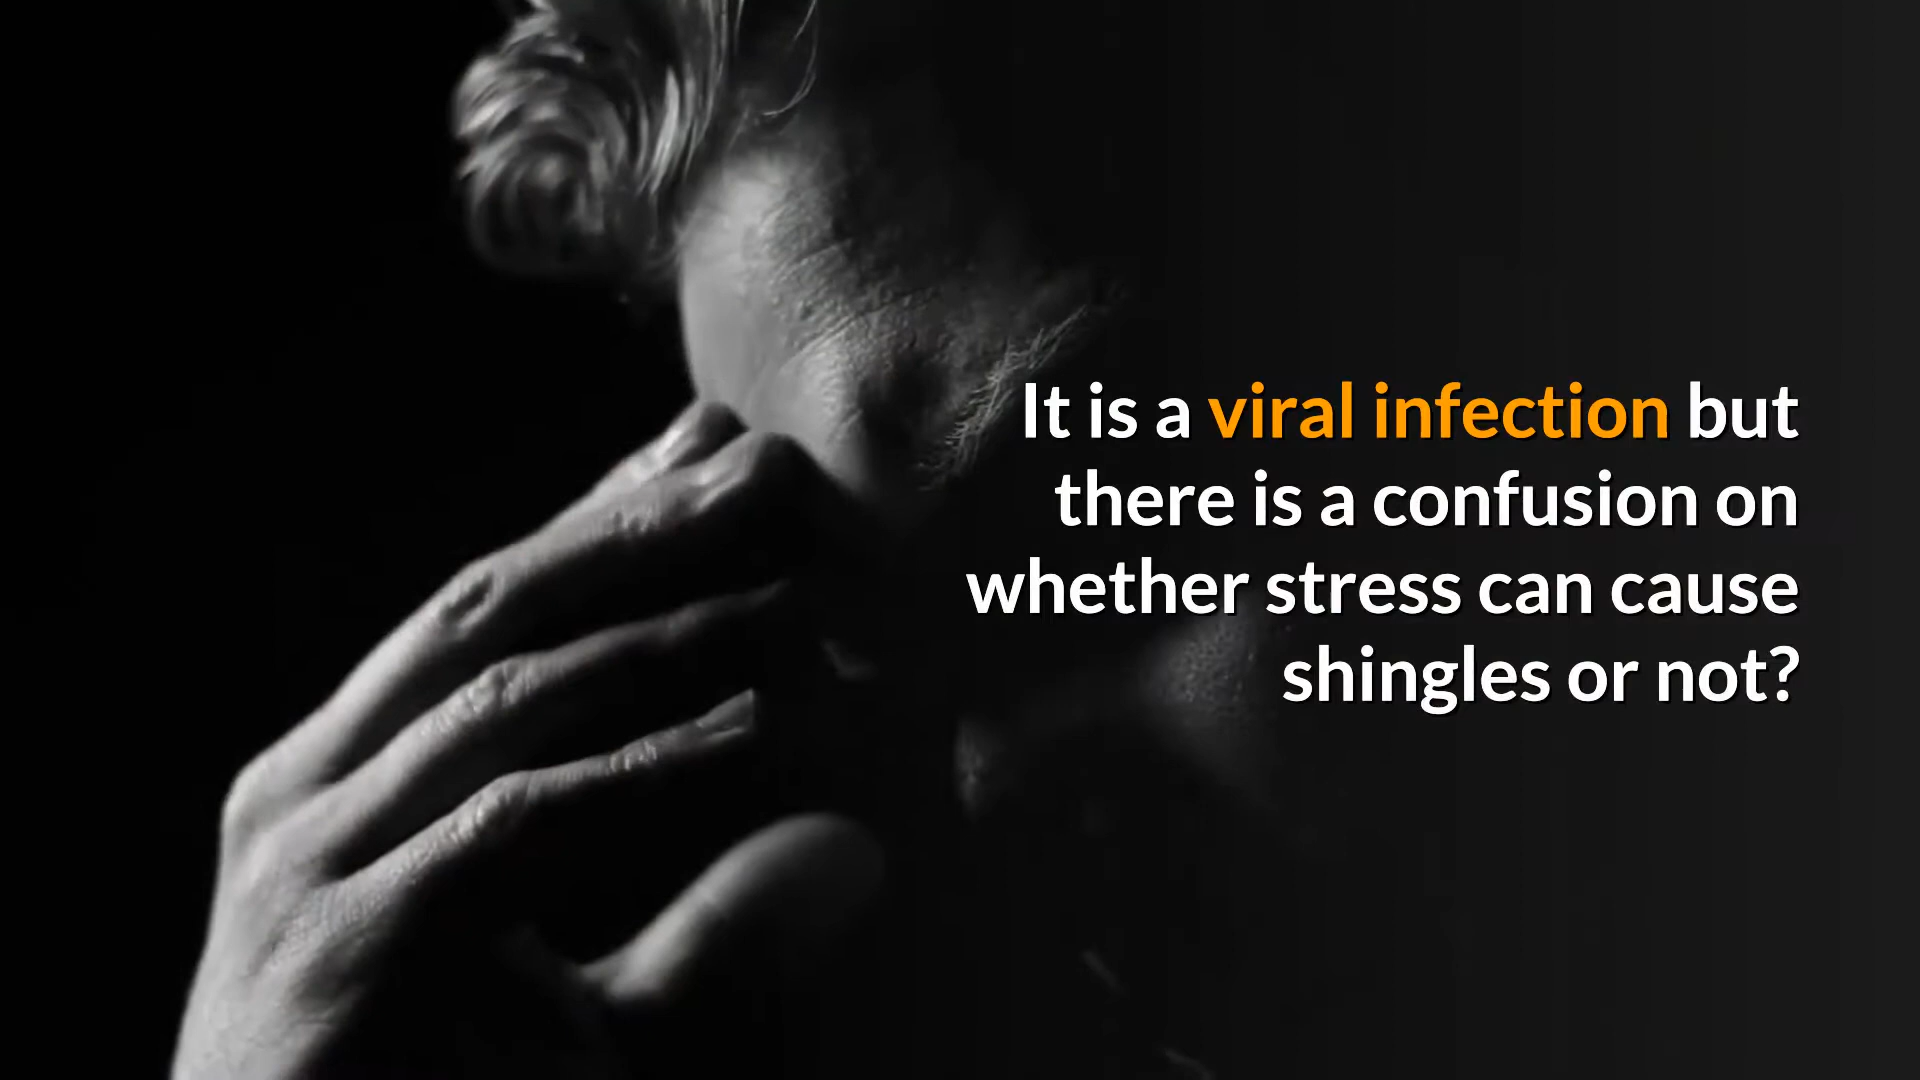 It is a viral infection but
there is a confusion on
whether stress can cause
shingles or not?